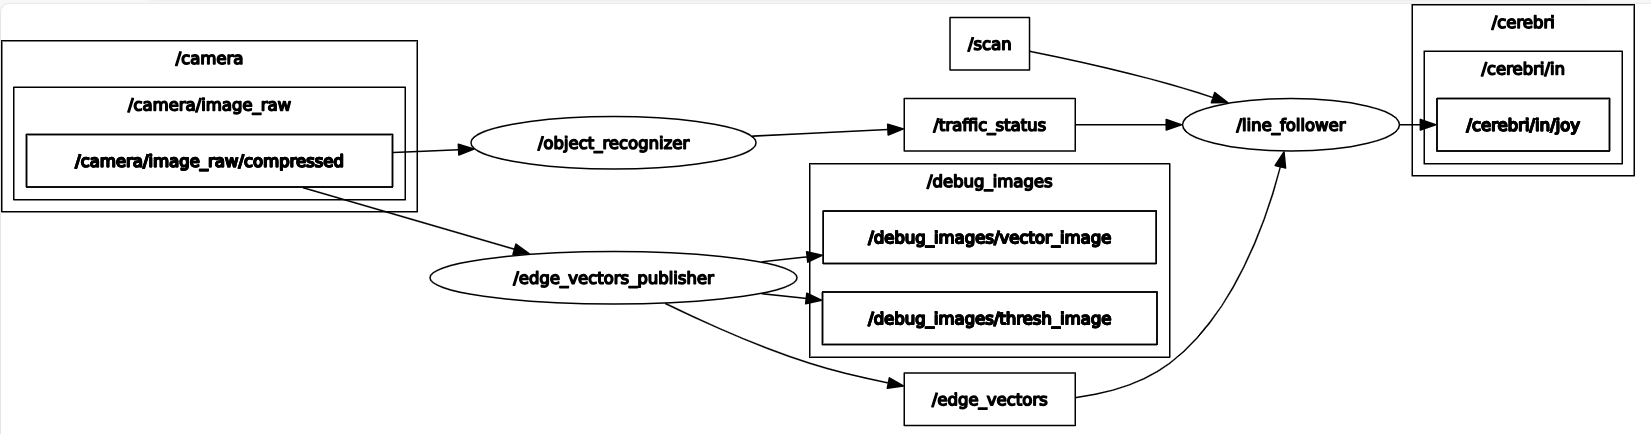 /camera
/camera/image_raw
/camera/image_raw/compressed
/object_recognizer
/edge_vectors_publisher
/scan
/traffic_status
/debug_images
/debug_images/vector_image
/debug_images/thresh_image
/edge_vectors
/line_follower
/cerebri
/cerebri/in
/cerebri/in/joy